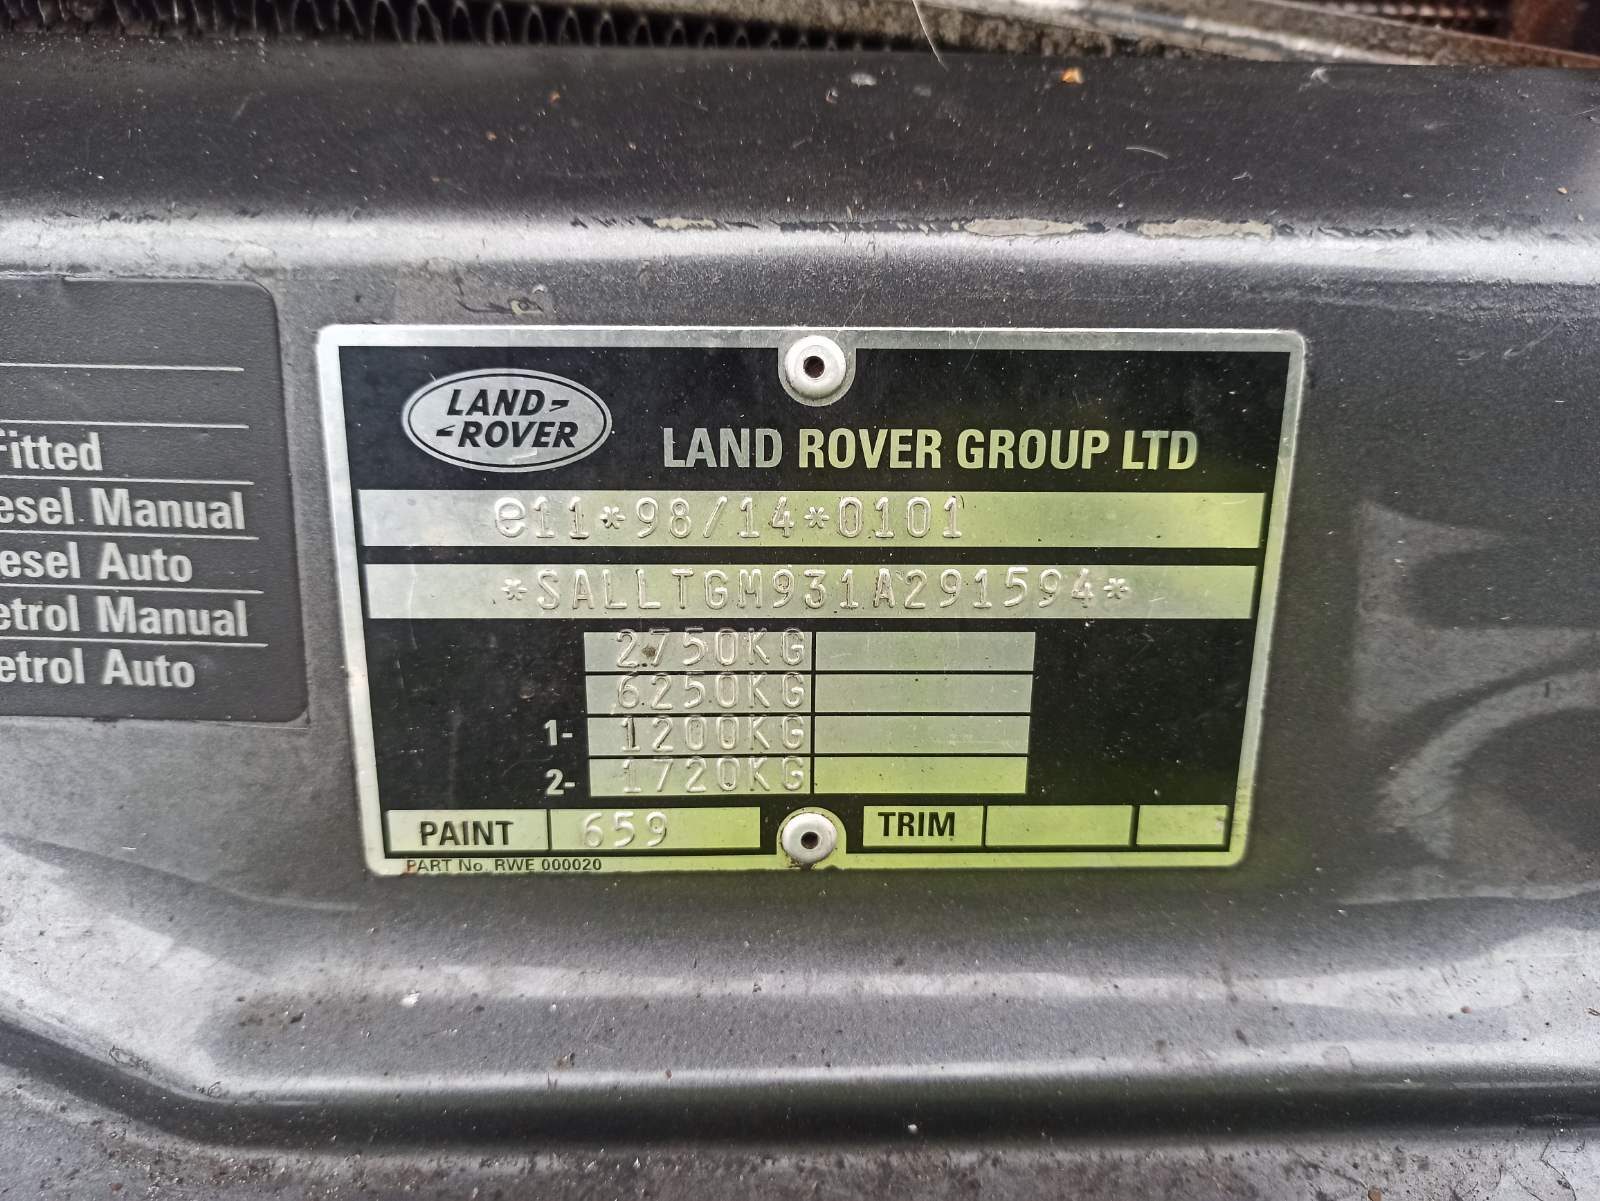 Fitted
esel Manual
iesel Auto
etrol Manual
etrol Auto
LAND-
-ROVER
LAND ROVER GROUP LTD
e11*98/14*0101
*SALLTGM931A291594*
2750KG
6250KG
1- 1200KG
2- 1720KG
PAINT 659 TRIM
PART No. RWE 000020